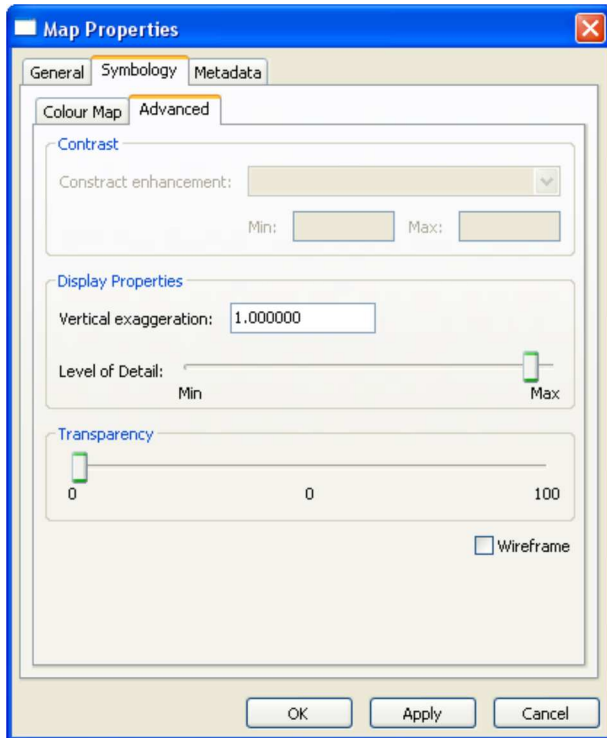 Map Properties
General Symbology Metadata
Colour Map Advanced
Contrast
Constract enhancement:
Min: Max:
Display Properties
Vertical exaggeration: 1.000000
Level of Detail:
Min Max
Transparency
0 0 100
Wireframe
OK Apply Cancel